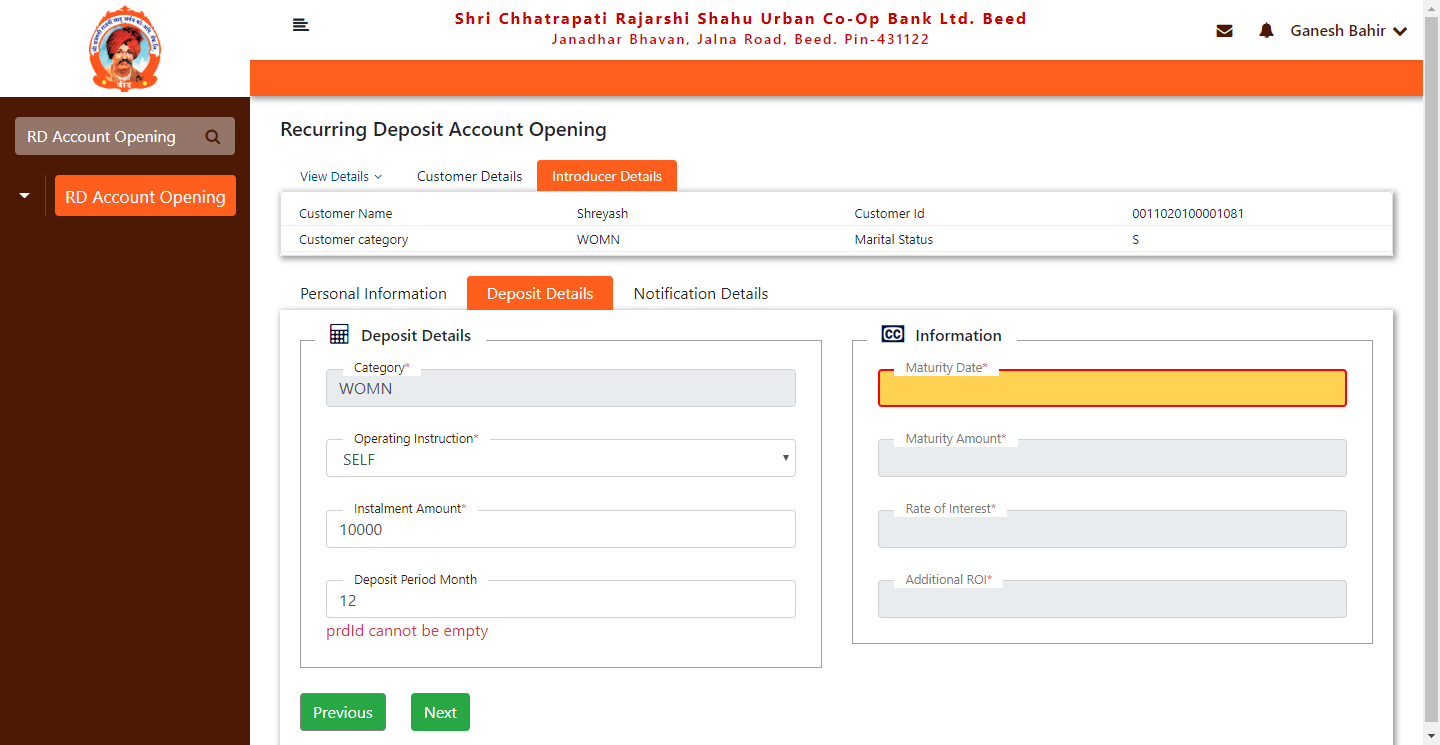 Shri Chhatrapati Rajarshi Shahu Urban Co-Op Bank Ltd. Beed
Janadhar Bhavan, Jalna Road, Beed. Pin-431122
Ganesh Bahir
बीड
RD Account Opening
RD Account Opening
Recurring Deposit Account Opening
View Details Customer Details Introducer Details
Customer Name Shreyash Customer Id 0011020100001081
Customer category WOMN Marital Status S
Personal Information Deposit Details Notification Details
Deposit Details
Category*
WOMN
Operating Instruction*
SELF
Instalment Amount*
10000
Deposit Period Month
12
prdId cannot be empty
CC Information
Maturity Date*
Maturity Amount*
Rate of Interest*
Additional ROI*
Previous Next